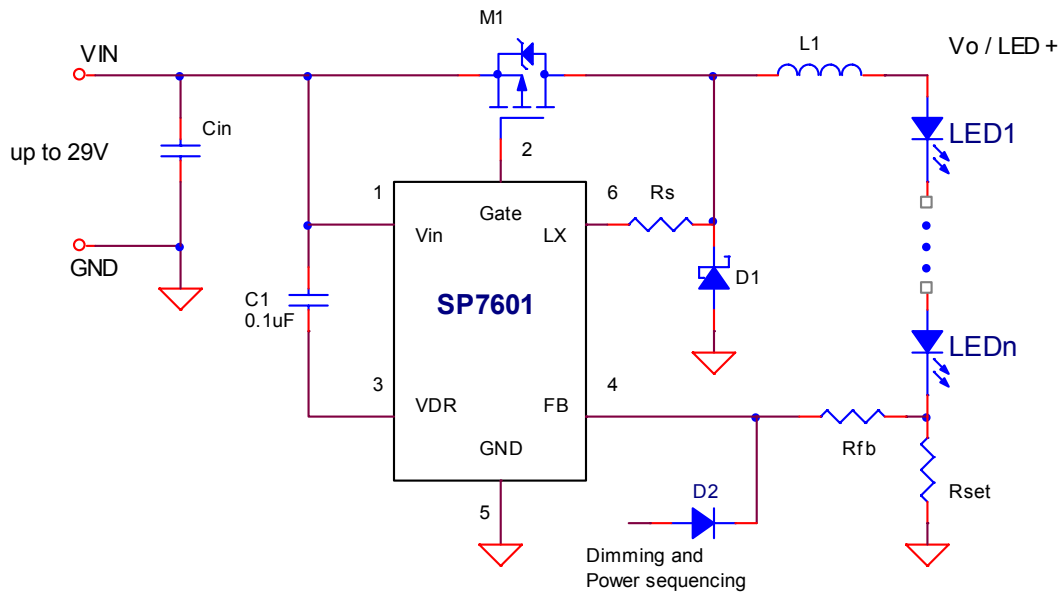 M1
VIN
L1
Vo / LED +
Cin
up to 29V
LED1
2
1
6
Rs
Gate
Vin
LX
GND
D1
C1
0.1uF
SP7601
LEDn
3
4
VDR
FB
GND
Rfb
Rset
D2
5
Dimming and
Power sequencing